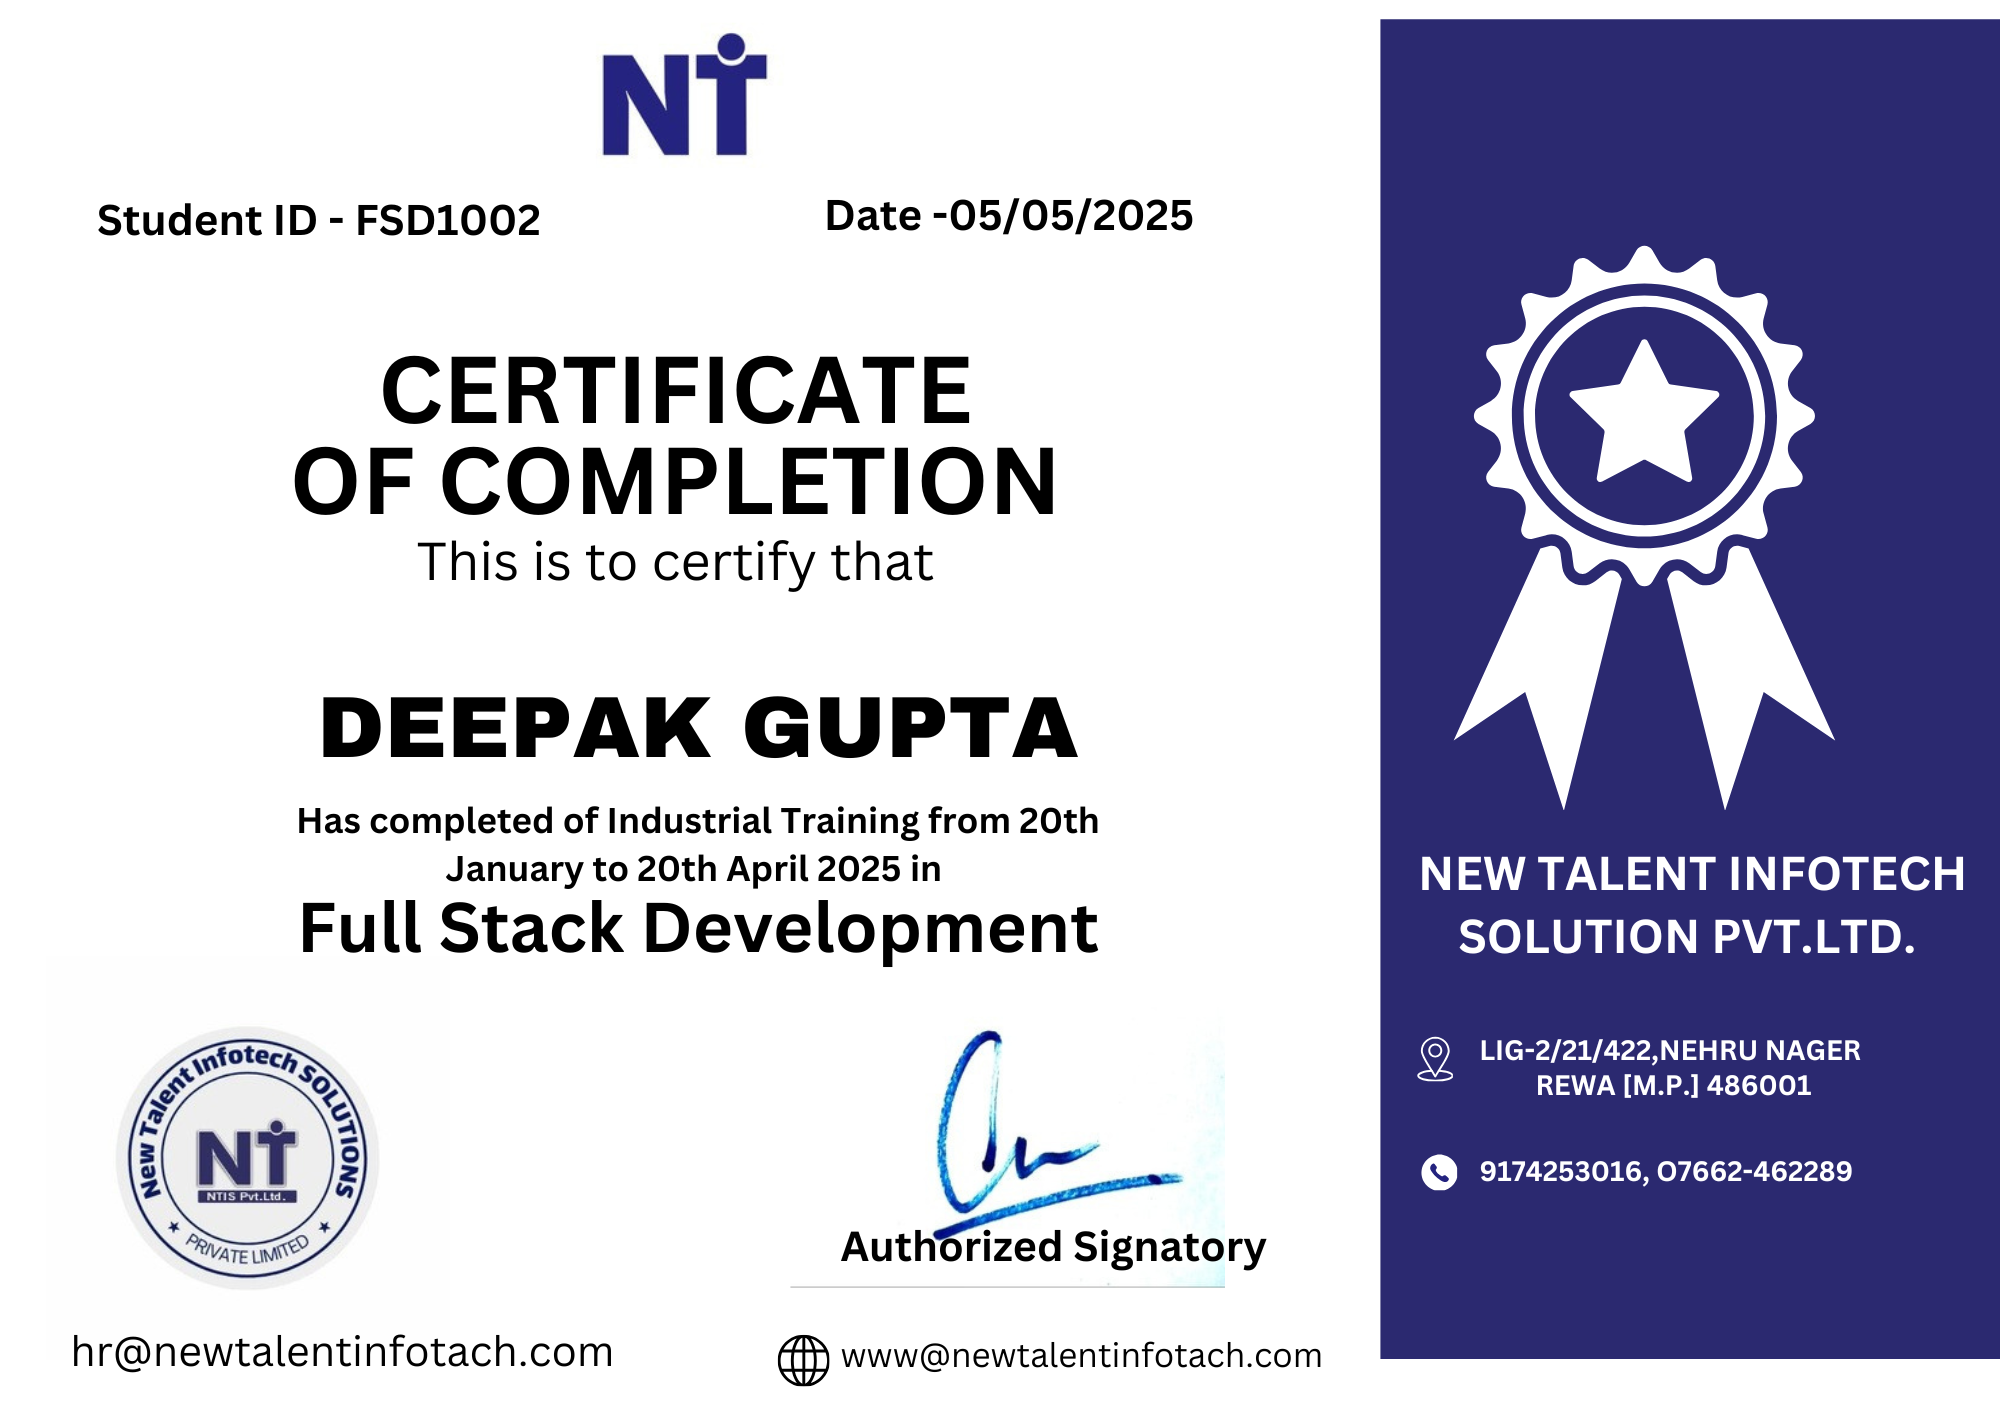 NT
Student ID - FSD1002
Date -05/05/2025
CERTIFICATE
OF COMPLETION
This is to certify that
DEEPAK GUPTA
Has completed of Industrial Training from 20th
January to 20th April 2025 in
Full Stack Development
New Talent Infotech SOLUTIONS
NT
NTIS Pvt.Ltd.
★ PRIVATE LIMITED ★
Authorized Signatory
hr@newtalentinfotach.com
www@newtalentinfotach.com
NEW TALENT INFOTECH
SOLUTION PVT.LTD.
LIG-2/21/422,NEHRU NAGER
REWA [M.P.] 486001
9174253016, O7662-462289